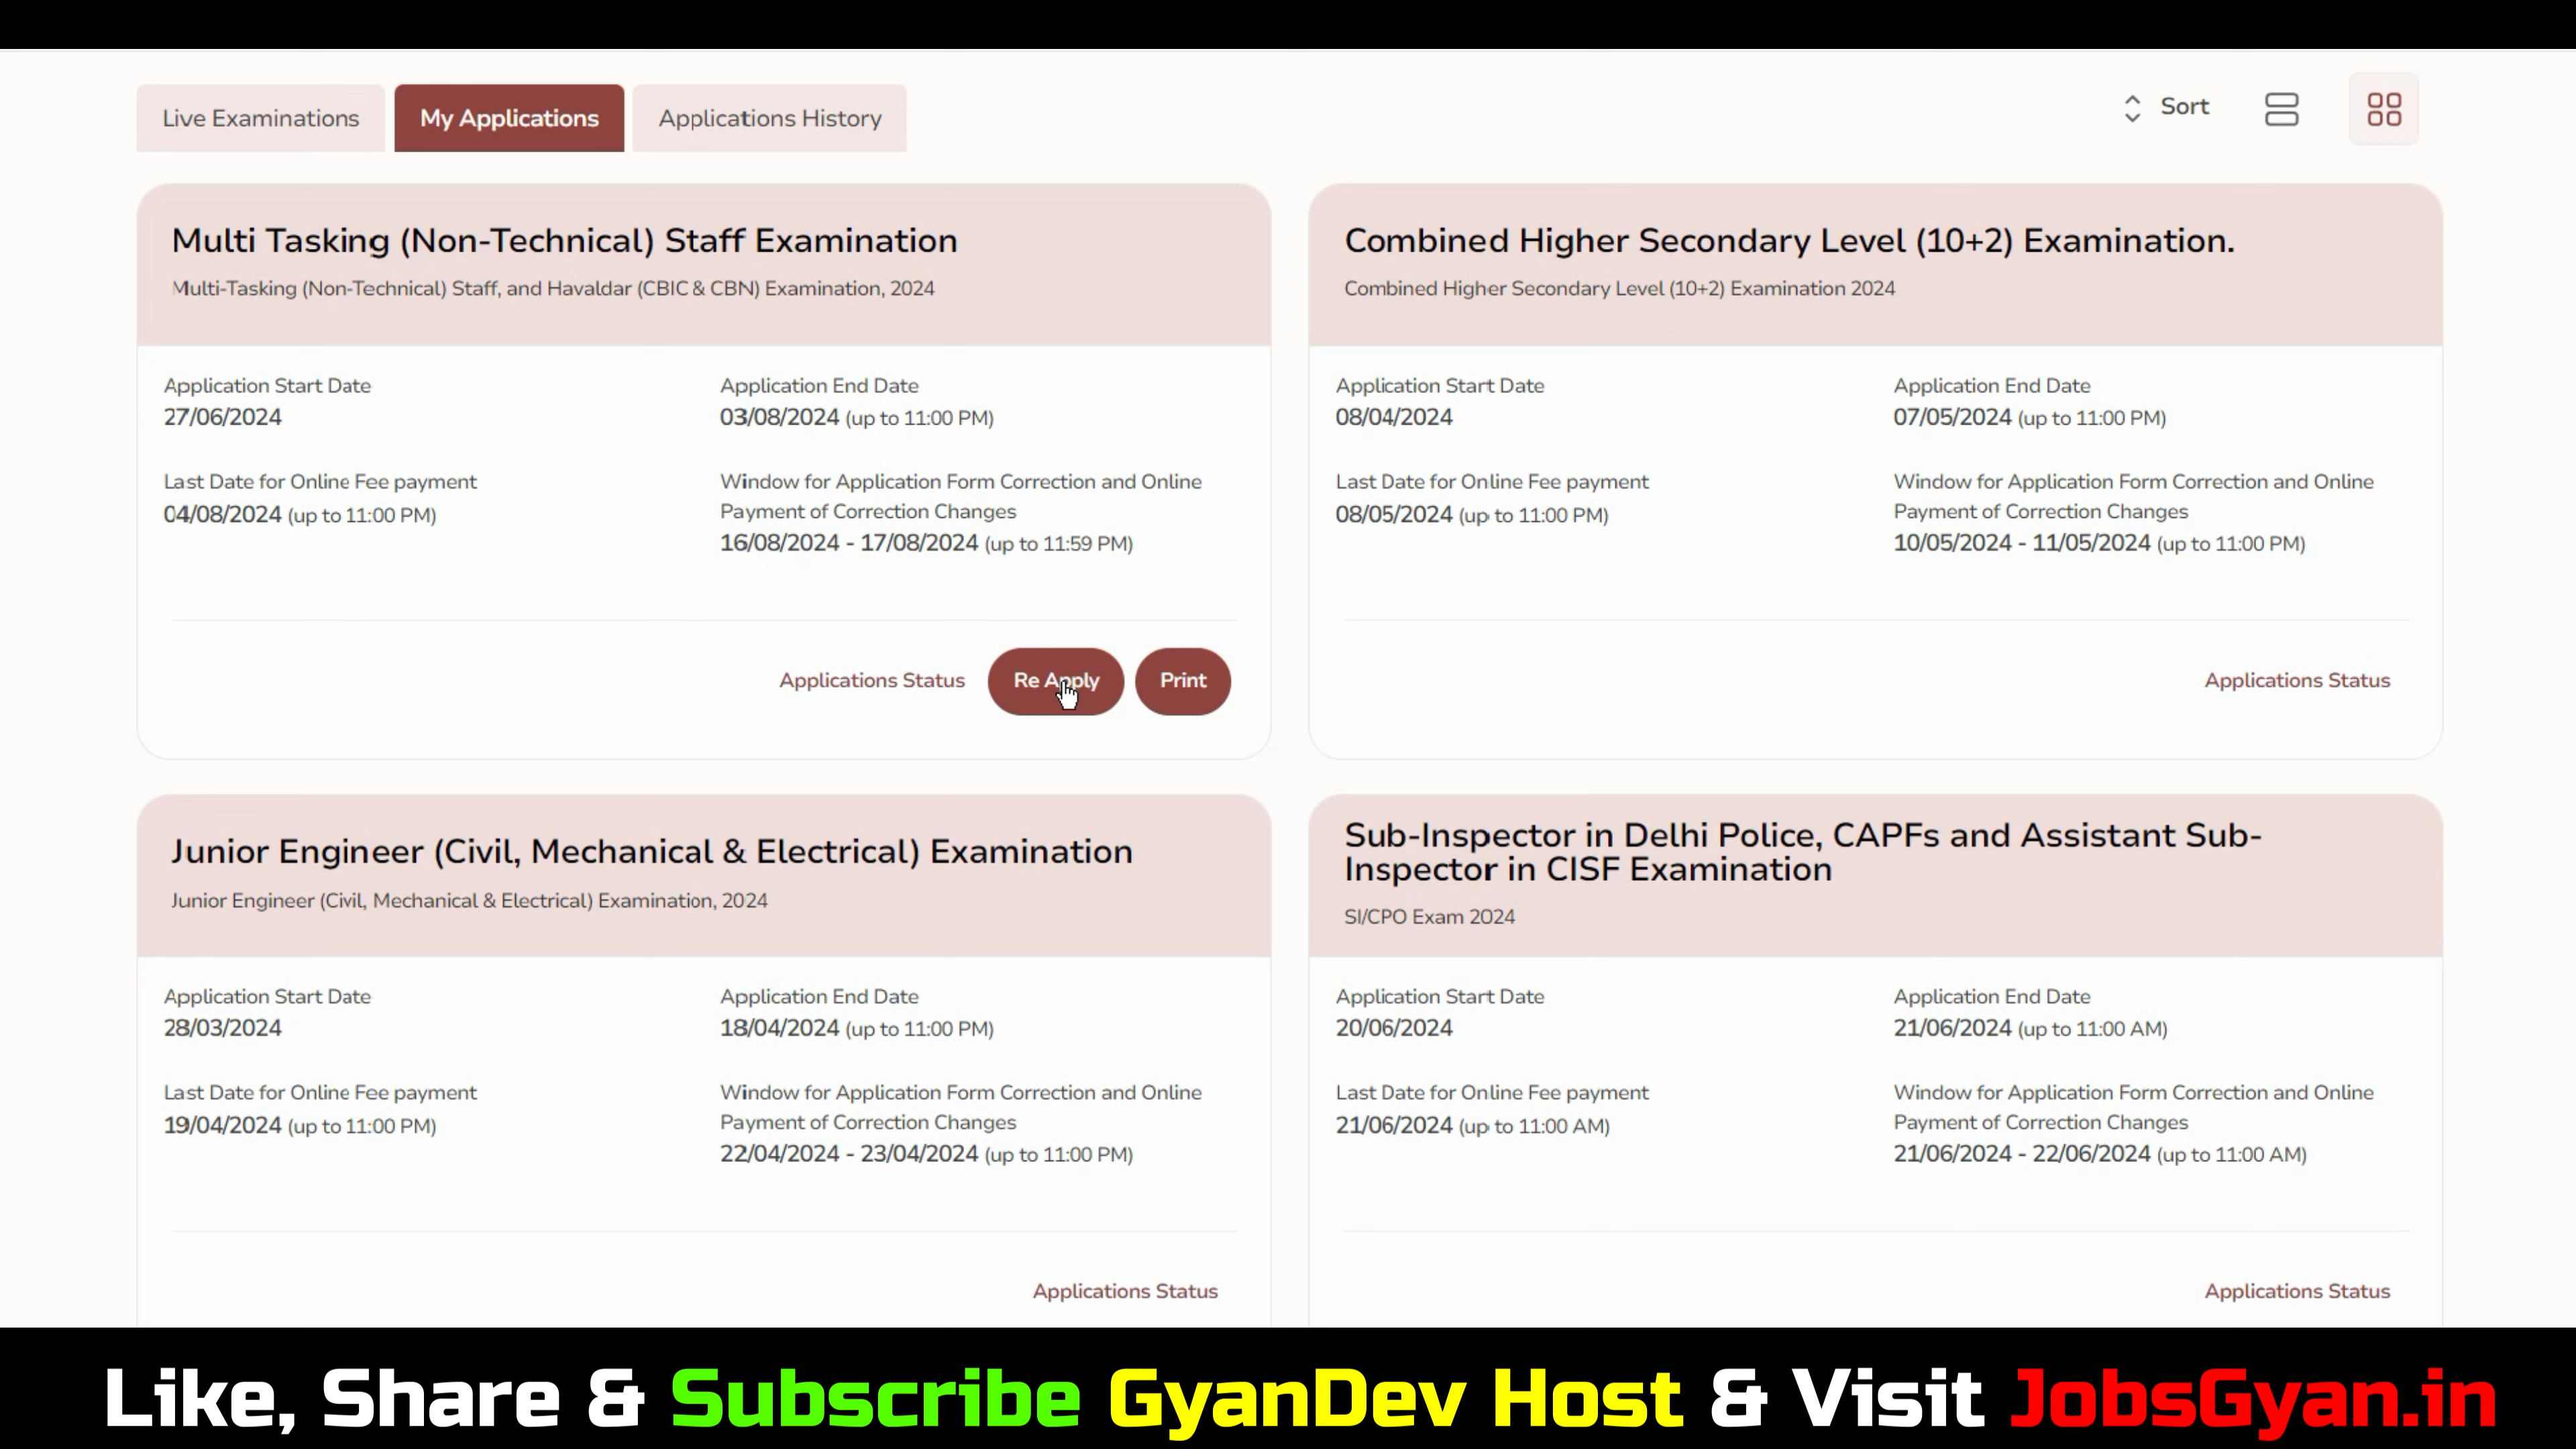 Live Examinations
My Applications
Applications History
Sort
Multi Tasking (Non-Technical) Staff Examination
Multi-Tasking (Non-Technical) Staff, and Havaldar (CBIC & CBN) Examination, 2024
Application Start Date
27/06/2024
Application End Date
03/08/2024 (up to 11:00 PM)
Last Date for Online Fee payment
04/08/2024 (up to 11:00 PM)
Window for Application Form Correction and Online
Payment of Correction Changes
16/08/2024 - 17/08/2024 (up to 11:59 PM)
Applications Status
Re Apply
Print
Combined Higher Secondary Level (10+2) Examination.
Combined Higher Secondary Level (10+2) Examination 2024
Application Start Date
08/04/2024
Application End Date
07/05/2024 (up to 11:00 PM)
Last Date for Online Fee payment
08/05/2024 (up to 11:00 PM)
Window for Application Form Correction and Online
Payment of Correction Changes
10/05/2024 - 11/05/2024 (up to 11:00 PM)
Applications Status
Junior Engineer (Civil, Mechanical & Electrical) Examination
Junior Engineer (Civil, Mechanical & Electrical) Examination, 2024
Application Start Date
28/03/2024
Application End Date
18/04/2024 (up to 11:00 PM)
Last Date for Online Fee payment
19/04/2024 (up to 11:00 PM)
Window for Application Form Correction and Online
Payment of Correction Changes
22/04/2024 - 23/04/2024 (up to 11:00 PM)
Applications Status
Sub-Inspector in Delhi Police, CAPFs and Assistant Sub-
Inspector in CISF Examination
SI/CPO Exam 2024
Application Start Date
20/06/2024
Application End Date
21/06/2024 (up to 11:00 AM)
Last Date for Online Fee payment
21/06/2024 (up to 11:00 AM)
Window for Application Form Correction and Online
Payment of Correction Changes
21/06/2024 - 22/06/2024 (up to 11:00 AM)
Applications Status
Like, Share & Subscribe GyanDev Host & Visit JobsGyan.in